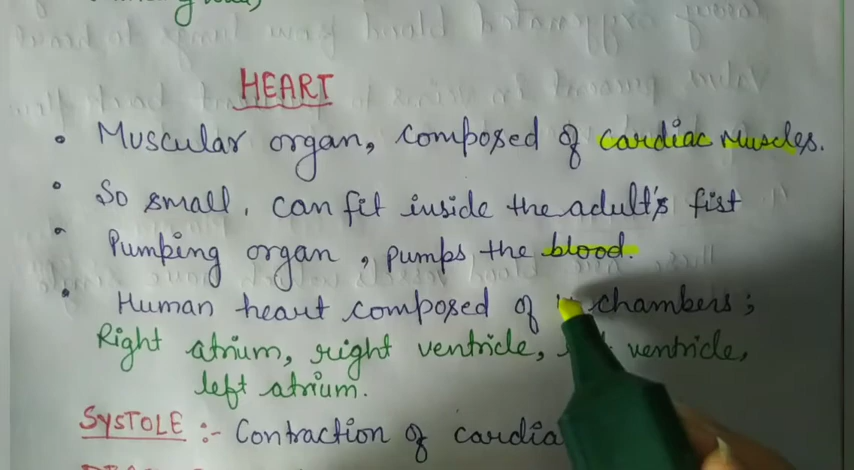 HEART
• Muscular organ, composed of cardiac muscles.
• So small, can fit inside the adult's fist
• Pumping organ, pumps the blood.
• Human heart composed of chambers;
Right atrium, right ventricle, ventricle,
left atrium.
SYSTOLE :- Contraction of cardia